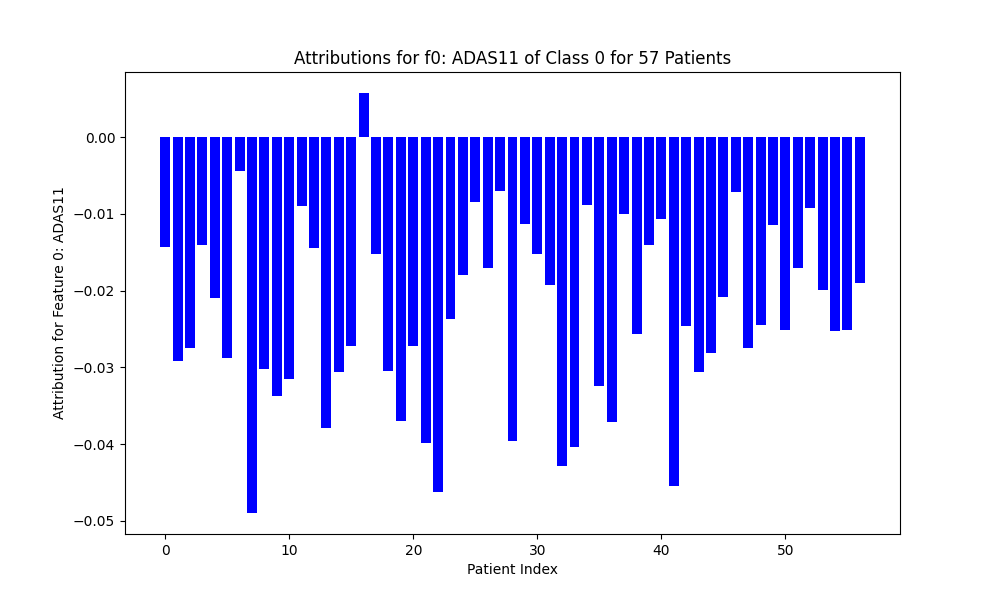 Attributions for f0: ADAS11 of Class 0 for 57 Patients
Attribution for Feature 0: ADAS11
0.00
−0.01
−0.02
−0.03
−0.04
−0.05
0 10 20 30 40 50
Patient Index